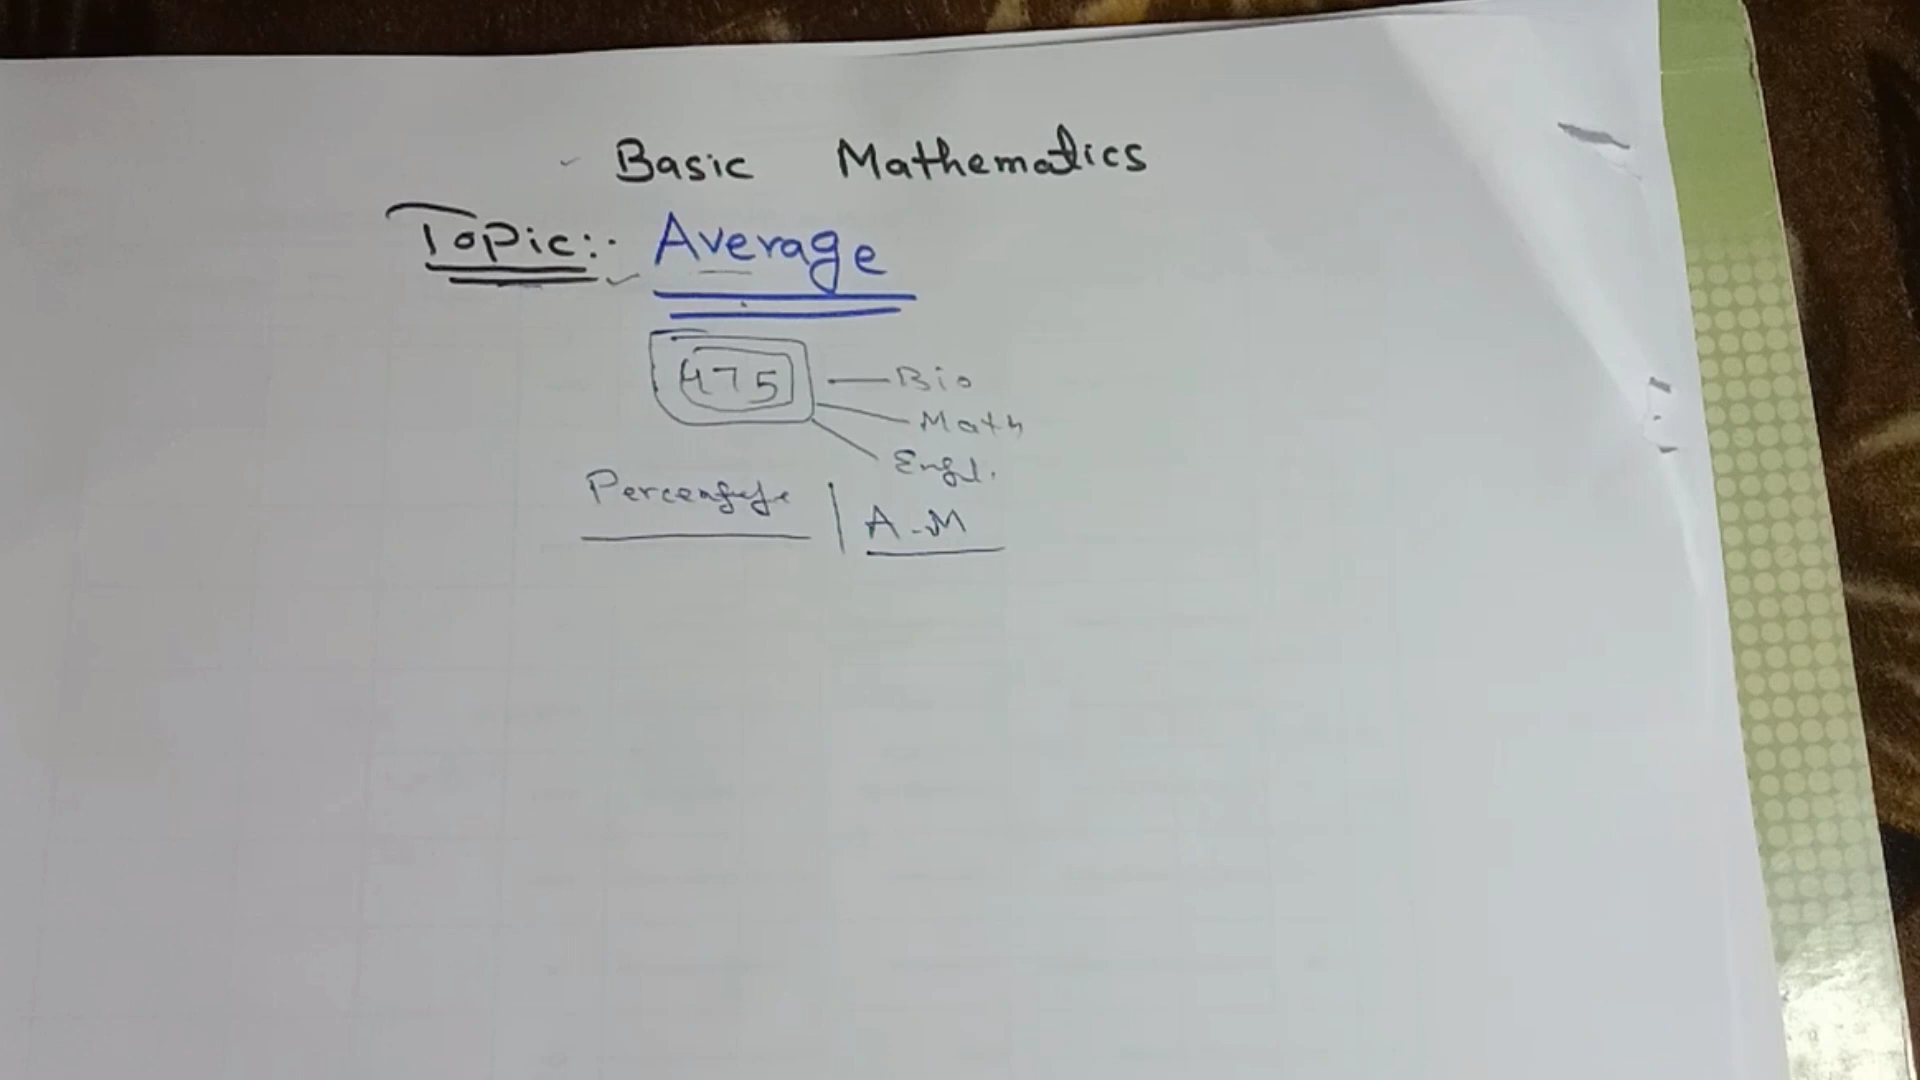 Basic Mathematics
Topic:- Average
475 — Bio
Math
Engl.
Percentage | A.M